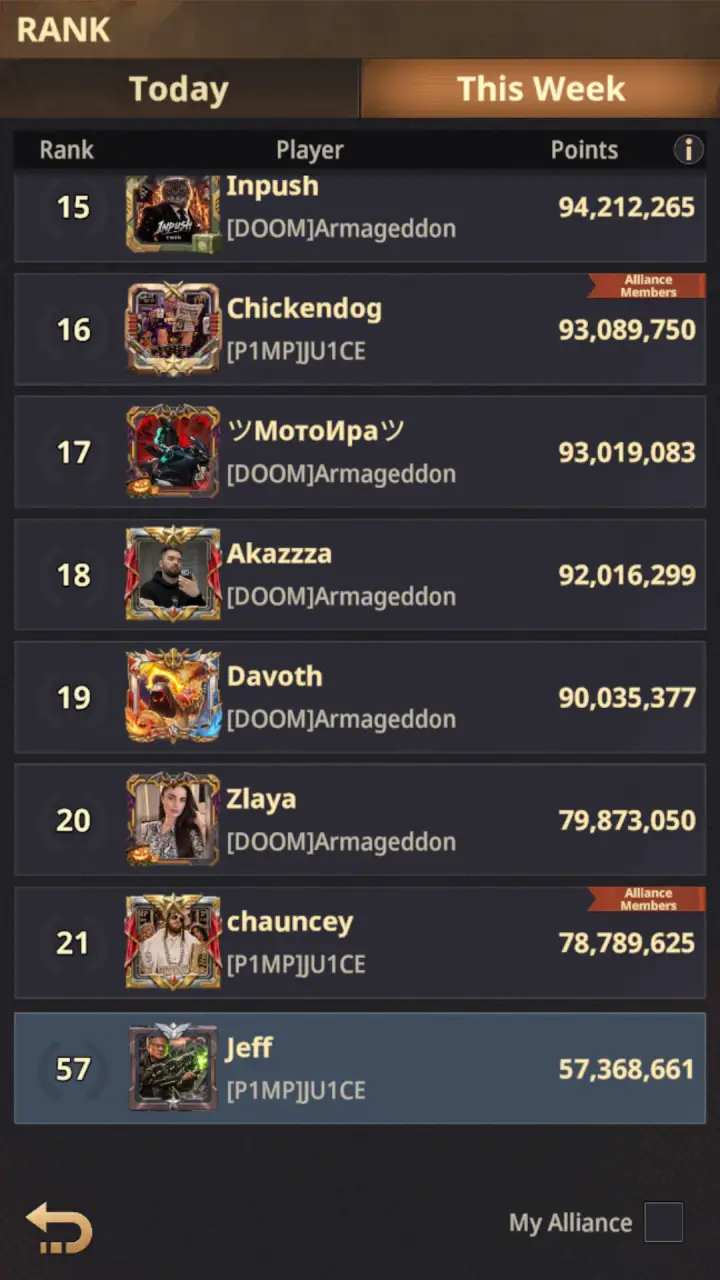 RANK
Today
This Week
Rank
Player
Points
15
INPUSH
Inpush
[DOOM]Armageddon
94,212,265
Alliance
Members
16
Chickendog
[P1MP]JU1CE
93,089,750
17
ツМотоИраツ
[DOOM]Armageddon
93,019,083
18
Akazzza
[DOOM]Armageddon
92,016,299
19
Davoth
[DOOM]Armageddon
90,035,377
20
Zlaya
[DOOM]Armageddon
79,873,050
Alliance
Members
21
chauncey
[P1MP]JU1CE
78,789,625
57
Jeff
[P1MP]JU1CE
57,368,661
My Alliance